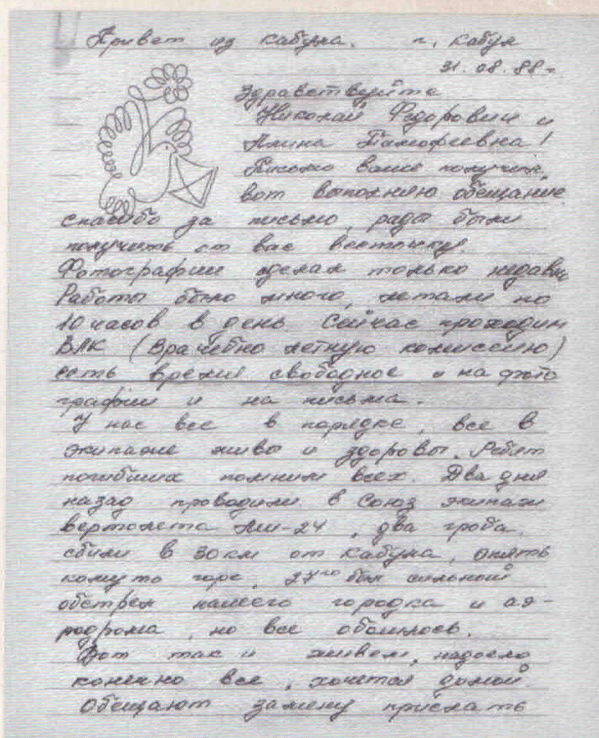 Привет из Кабула. г. Кабул
31.08.88г.
Здравствуйте
Николай Федорович и
Алина Тимофеевна!
Письмо ваше получили,
вот выполняю обещание.
Спасибо за письмо, рады были
получить от вас весточку.
Фотографии сделал только недавно
Работы было много, летали по
10 часов в день Сейчас проходим
ВЛК (Врачебно летную комиссию)
есть время свободное и на фото
графии и на письма.
У нас все в порядке, все в
экипаже живы и здоровы. Ребят
погибших помним всех. Два дня
назад проводили в Союз экипаж
вертолета Ми-24, два гроба,
сбили в 30 км от Кабула, опять
кому то горе. 27го был сильный
обстрел нашего городка и аэ-
родрома, но все обошлось.
Вот так и живем, надоело
конечно все, хочется домой.
Обещают замену прислать